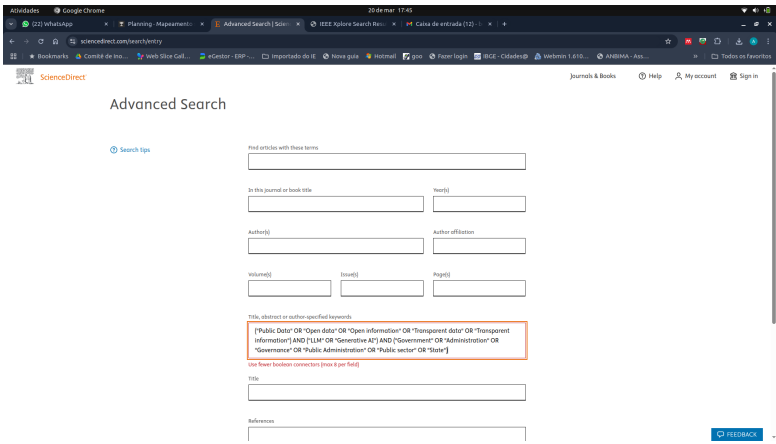 Atividades
Google Chrome
20 de mar 17:45
(22) WhatsApp
Planning - Mapeamento
Advanced Search | Scien
IEEE Xplore Search Res
Caixa de entrada (12) - l
sciencedirect.com/search/entry
Bookmarks
Comitê de Ino...
Web Slice Gall...
eGestor - ERP -...
Importado do IE
Nova guia
Hotmail
goo
Fazer login
IBGE - Cidades@
Webmin 1.610...
ANBIMA - Ass...
Todos os favoritos
ScienceDirect
Journals & Books
Help
My account
Sign in
Advanced Search
Search tips
Find articles with these terms
In this journal or book title
Year(s)
Author(s)
Author affiliation
Volume(s)
Issue(s)
Page(s)
Title, abstract or author-specified keywords
("Public Data" OR "Open data" OR "Open information" OR "Transparent data" OR "Transparent
information") AND ("LLM" OR "Generative AI") AND ("Government" OR "Administration" OR
"Governance" OR "Public Administration" OR "Public sector" OR "State")
Use fewer boolean connectors (max 8 per field)
Title
References
FEEDBACK